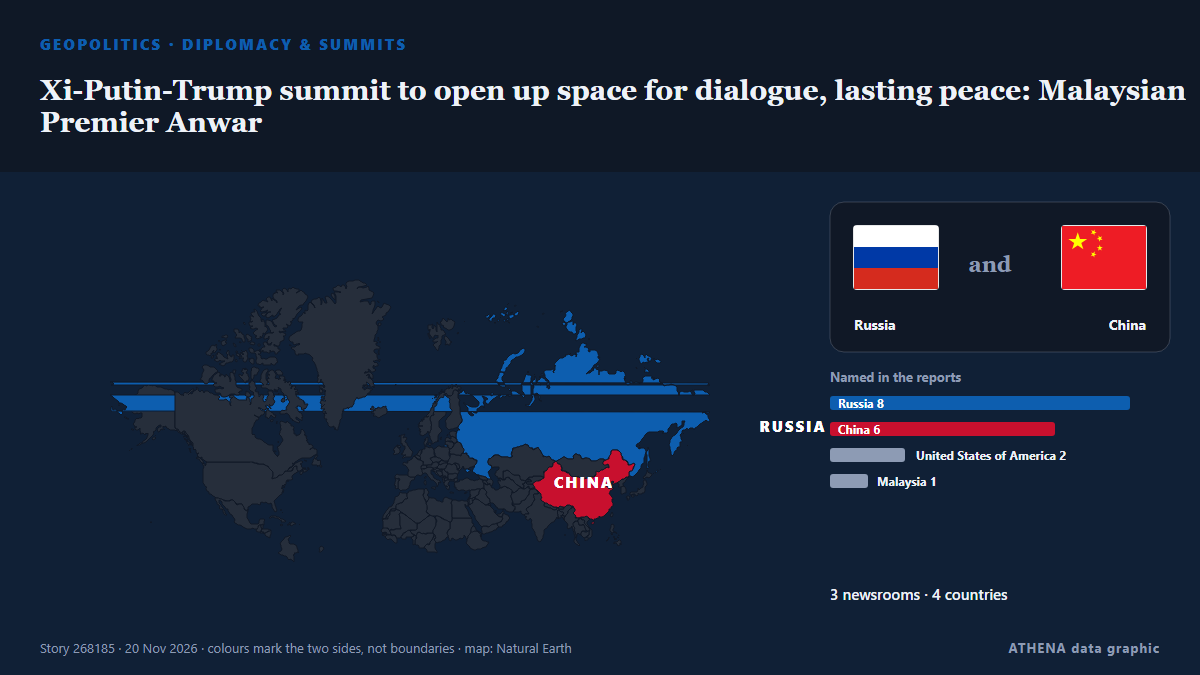 GEOPOLITICS · DIPLOMACY & SUMMITS
Xi-Putin-Trump summit to open up space for dialogue, lasting peace: Malaysian
Premier Anwar
and
Russia
China
Named in the reports
Russia 8
RUSSIA
China 6
United States of America 2
CHINA
Malaysia 1
3 newsrooms · 4 countries
Story 268185 · 20 Nov 2026 · colours mark the two sides, not boundaries · map: Natural Earth
ATHENA data graphic